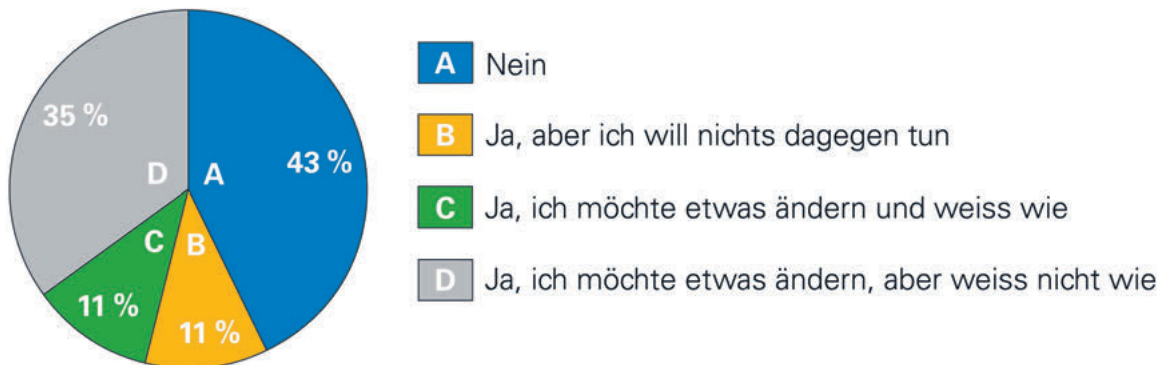 35 %
43 %
D
A
C
B
11 %
11 %
A Nein
B Ja, aber ich will nichts dagegen tun
C Ja, ich möchte etwas ändern und weiss wie
D Ja, ich möchte etwas ändern, aber weiss nicht wie